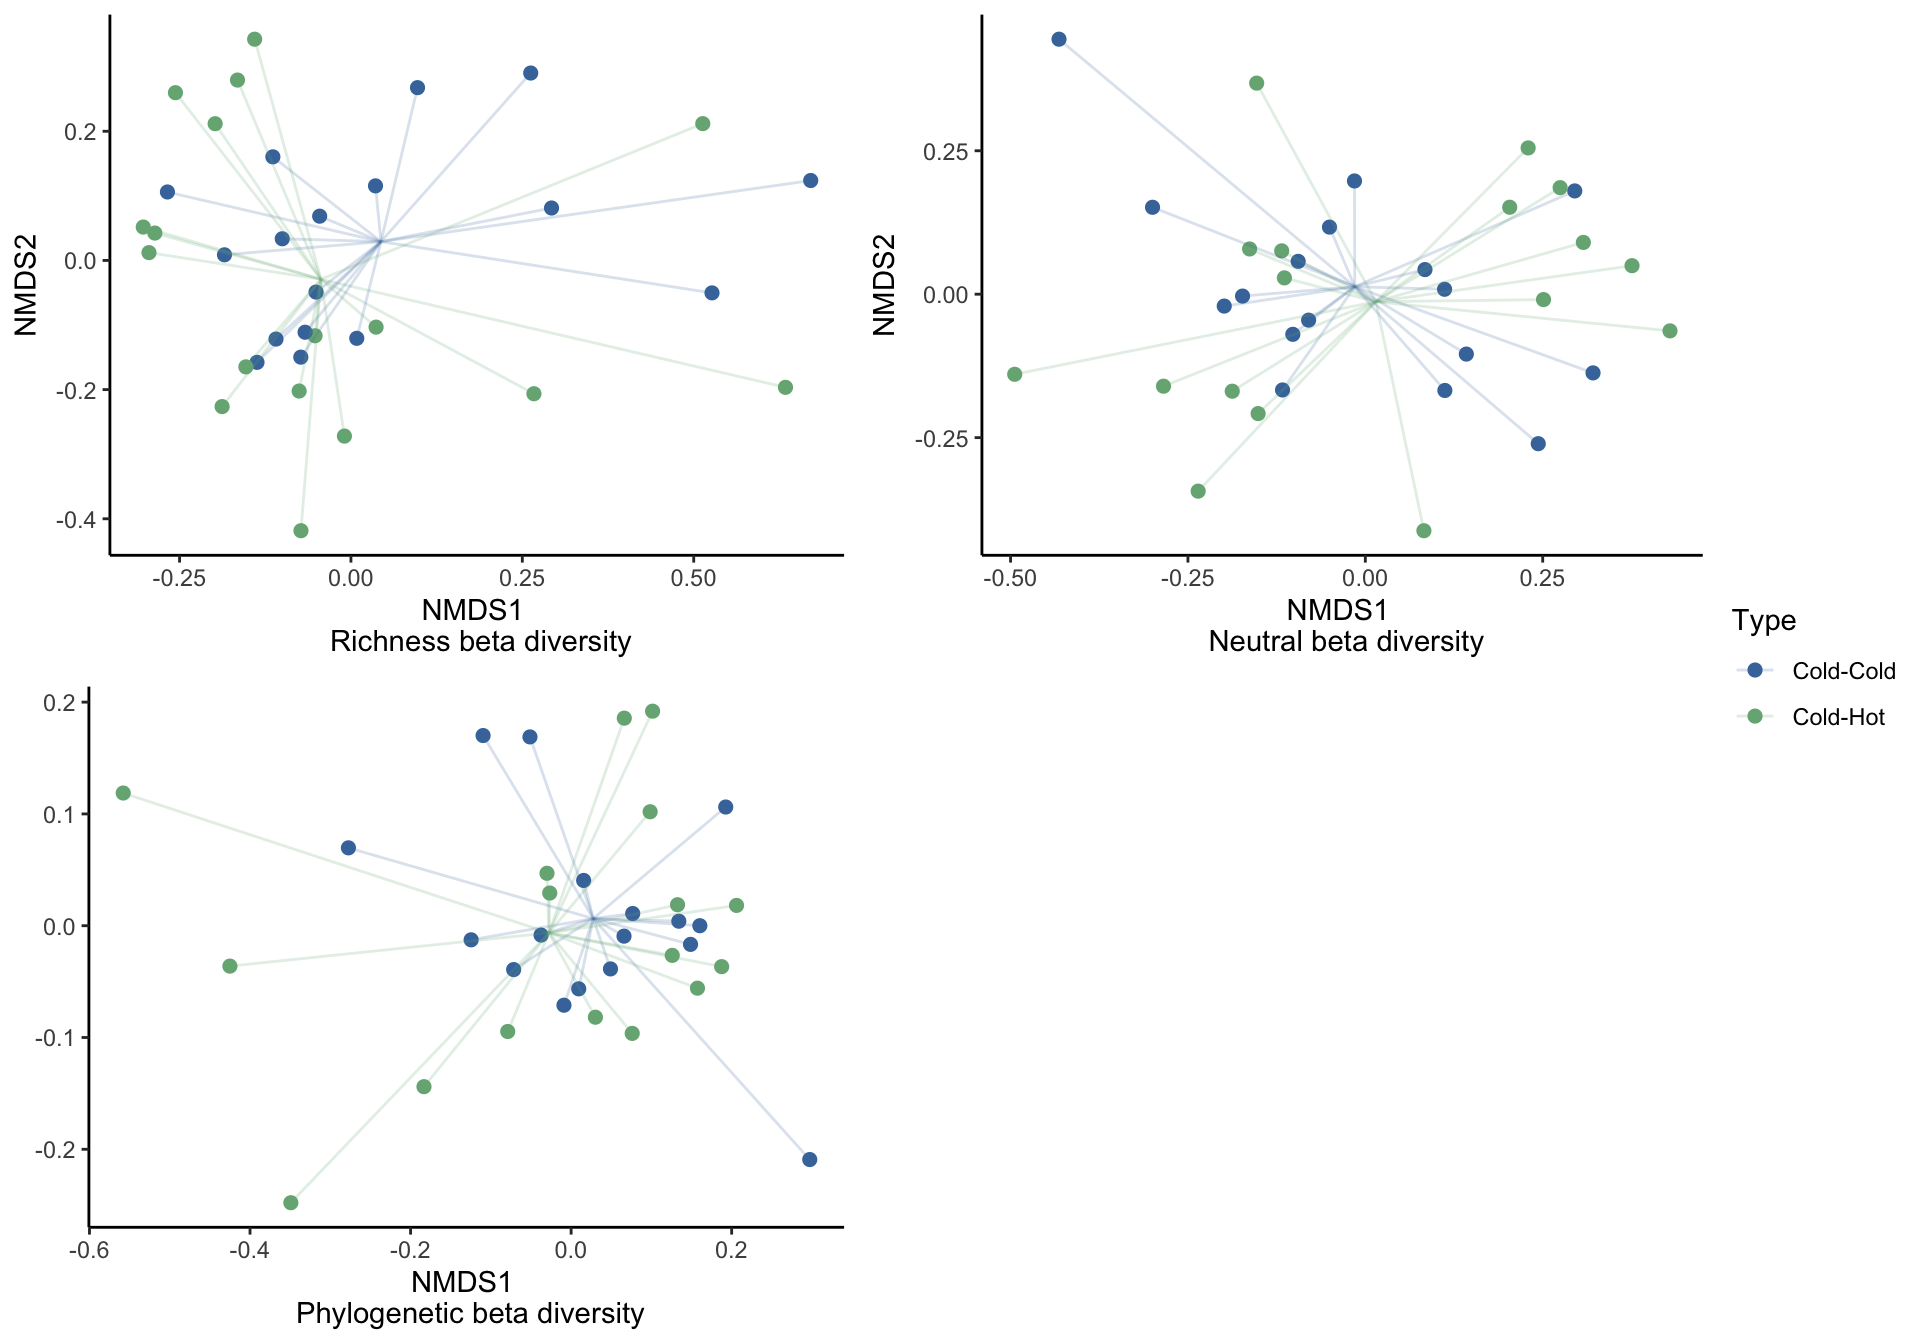 NMDS2
0.2
0.0
-0.2
-0.4
-0.25 0.00 0.25 0.50
NMDS1
Richness beta diversity
NMDS2
0.25
0.00
-0.25
-0.50 -0.25 0.00 0.25
NMDS1
Neutral beta diversity
0.2
0.1
0.0
-0.1
-0.2
-0.6 -0.4 -0.2 0.0 0.2
NMDS1
Phylogenetic beta diversity
Type
Cold-Cold
Cold-Hot